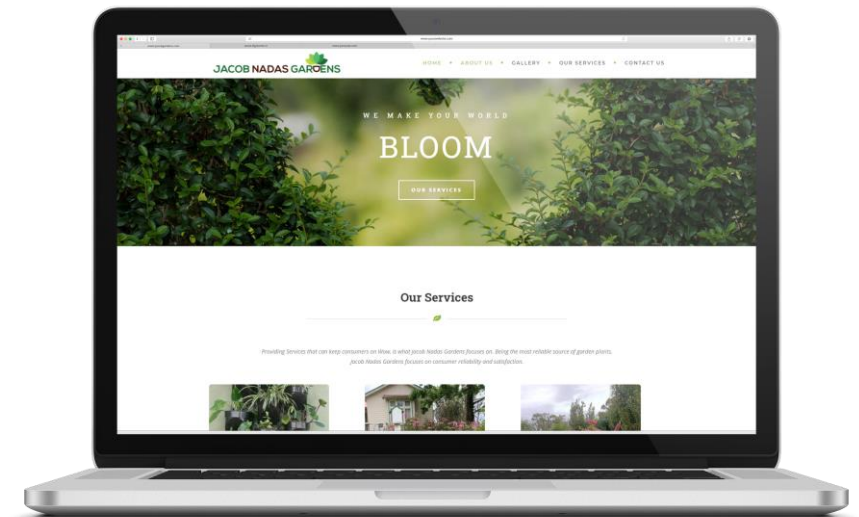 JACOB NADAS GARDENS
HOME
ABOUT US
GALLERY
OUR SERVICES
CONTACT US
WE MAKE YOUR WORLD
BLOOM
OUR SERVICES
Our Services
Providing Services that can keep consumers on Wow, is what Jacob Nadas Gardens focuses on. Being the most reliable source of garden plants,
Jacob Nadas Gardens focuses on consumer reliability and satisfaction.